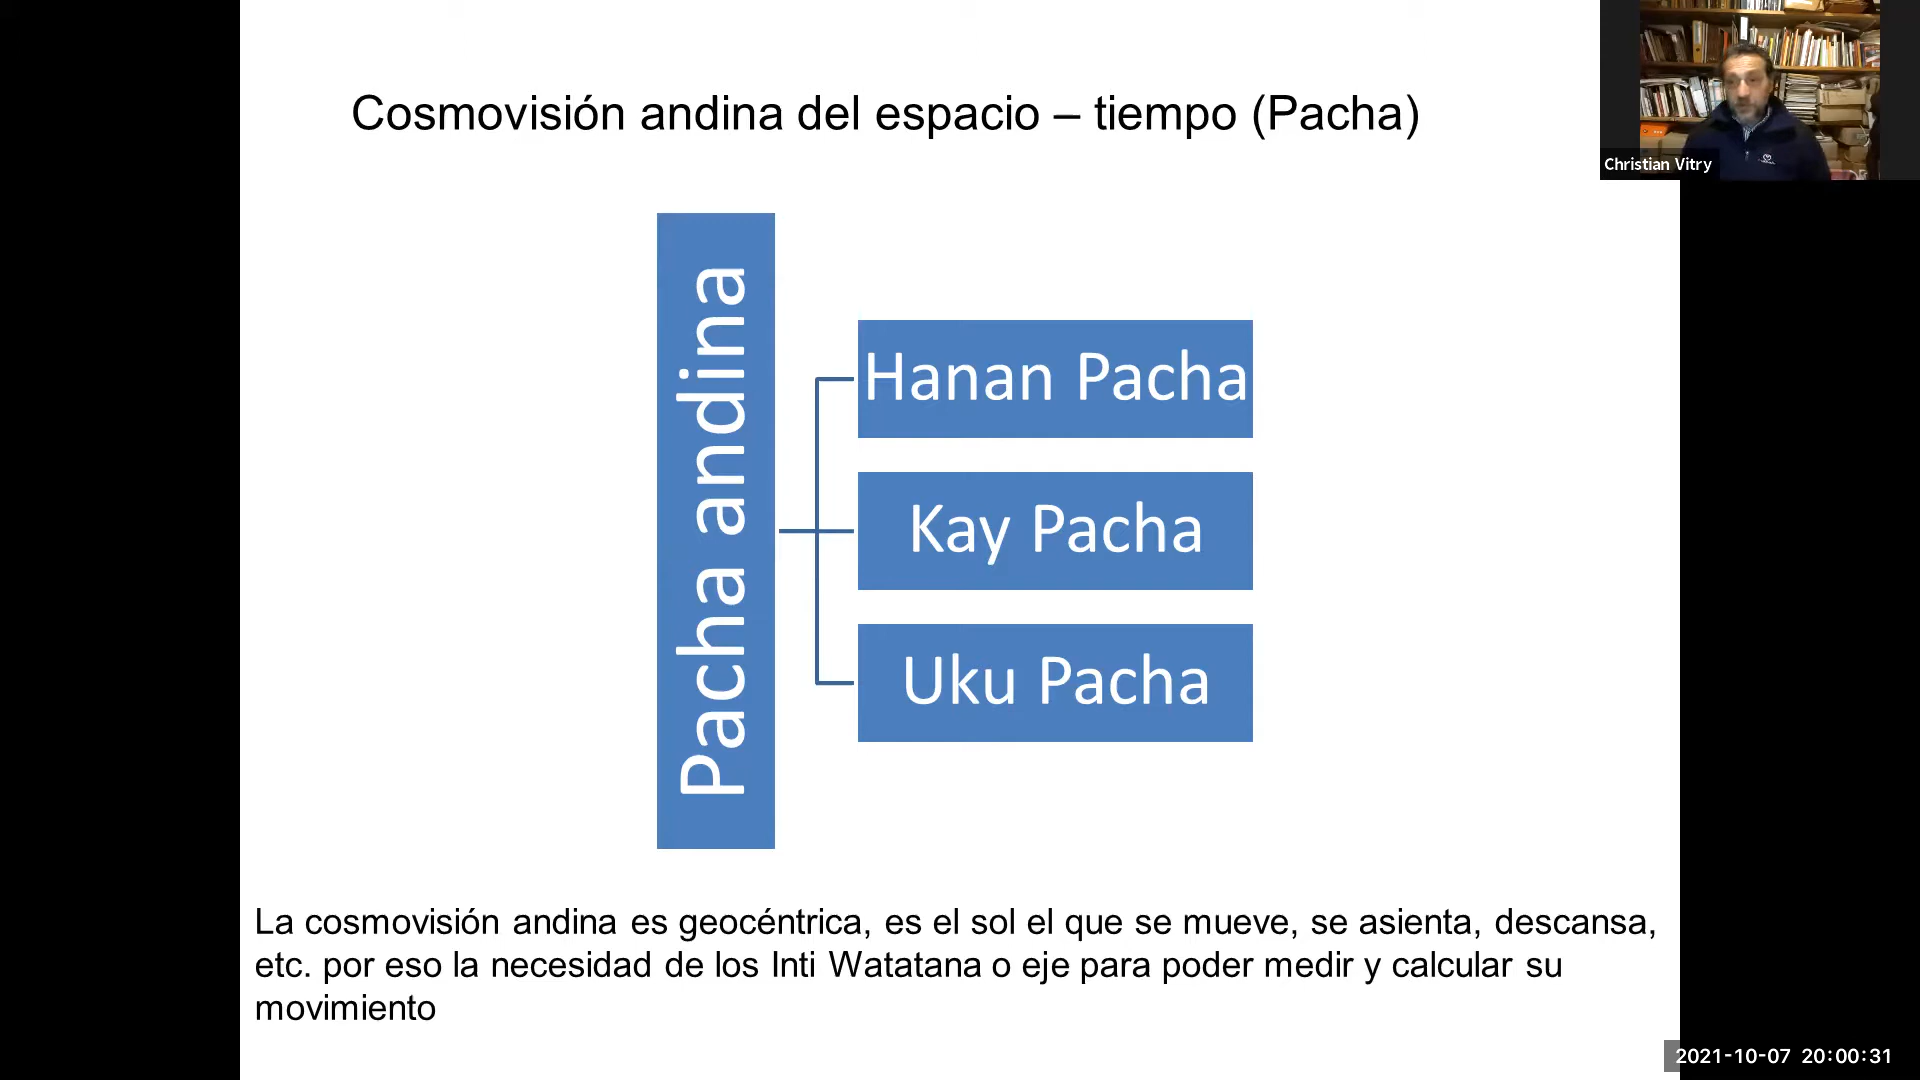 Cosmovisión andina del espacio – tiempo (Pacha)
Christian Vitry
Pacha andina
Hanan Pacha
Kay Pacha
Uku Pacha
La cosmovisión andina es geocéntrica, es el sol el que se mueve, se asienta, descansa,
etc. por eso la necesidad de los Inti Watatana o eje para poder medir y calcular su
movimiento
2021-10-07 20:00:31